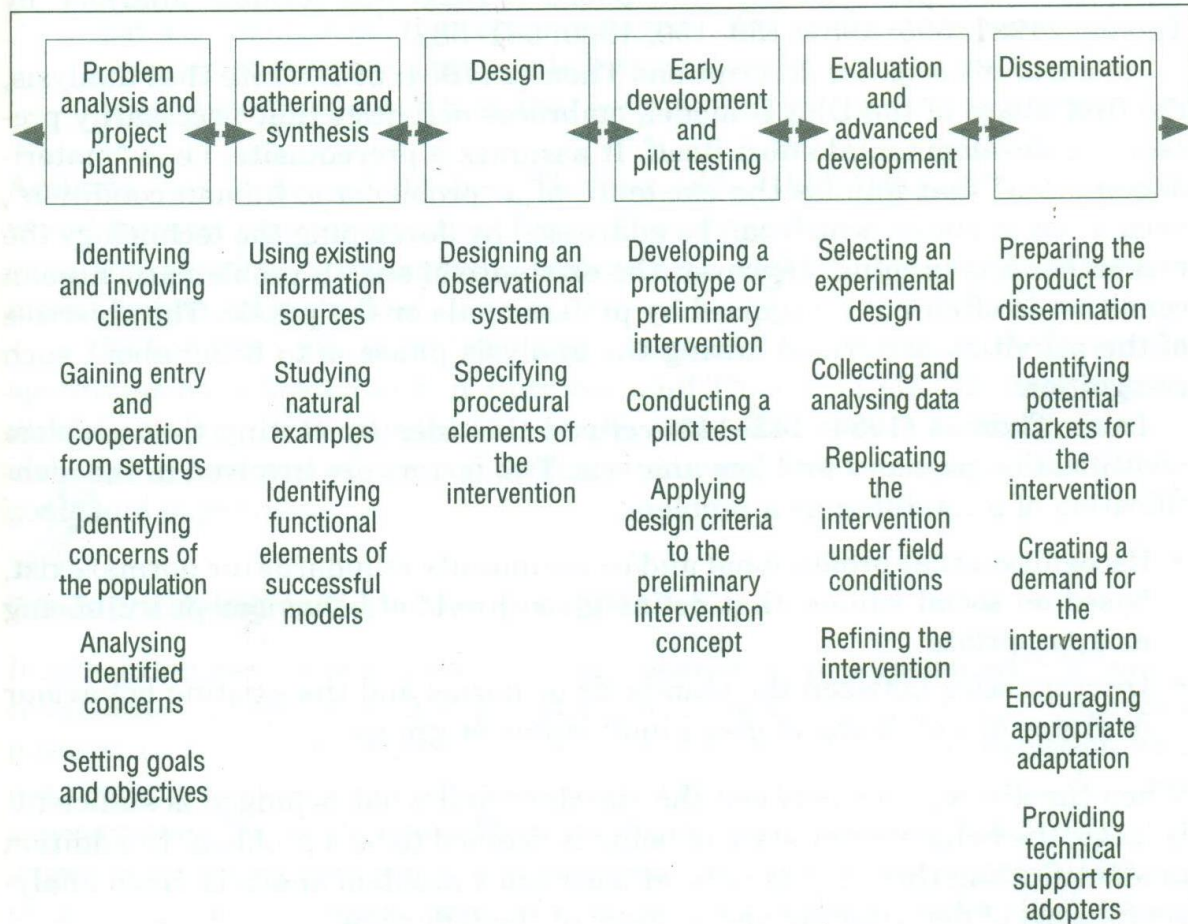 Problem
analysis and
project
planning
Information
gathering and
synthesis
Design
Early
development
and
pilot testing
Evaluation
and
advanced
development
Dissemination
Identifying
and involving
clients
Gaining entry
and
cooperation
from settings
Identifying
concerns of
the population
Analysing
identified
concerns
Setting goals
and objectives
Using existing
information
sources
Studying
natural
examples
Identifying
functional
elements of
successful
models
Designing an
observational
system
Specifying
procedural
elements of
the
intervention
Developing a
prototype or
preliminary
intervention
Conducting a
pilot test
Applying
design criteria
to the
preliminary
intervention
concept
Selecting an
experimental
design
Collecting and
analysing data
Replicating
the
intervention
under field
conditions
Refining the
intervention
Preparing the
product for
dissemination
Identifying
potential
markets for
the
intervention
Creating a
demand for
the
intervention
Encouraging
appropriate
adaptation
Providing
technical
support for
adopters